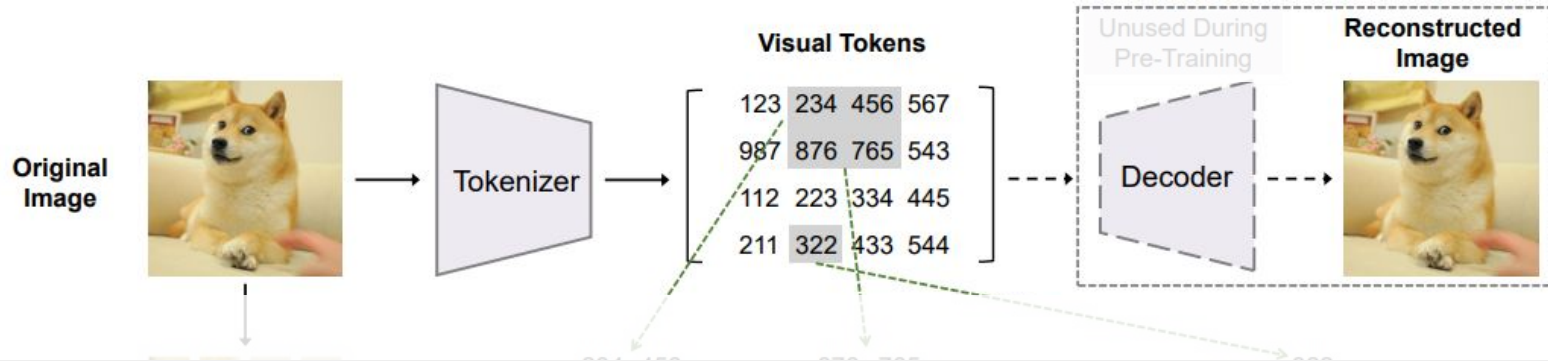 Original
Image
Tokenizer
Visual Tokens
123 234 456 567
987 876 765 543
112 223 334 445
211 322 433 544
Unused During
Pre-Training
Decoder
Reconstructed
Image